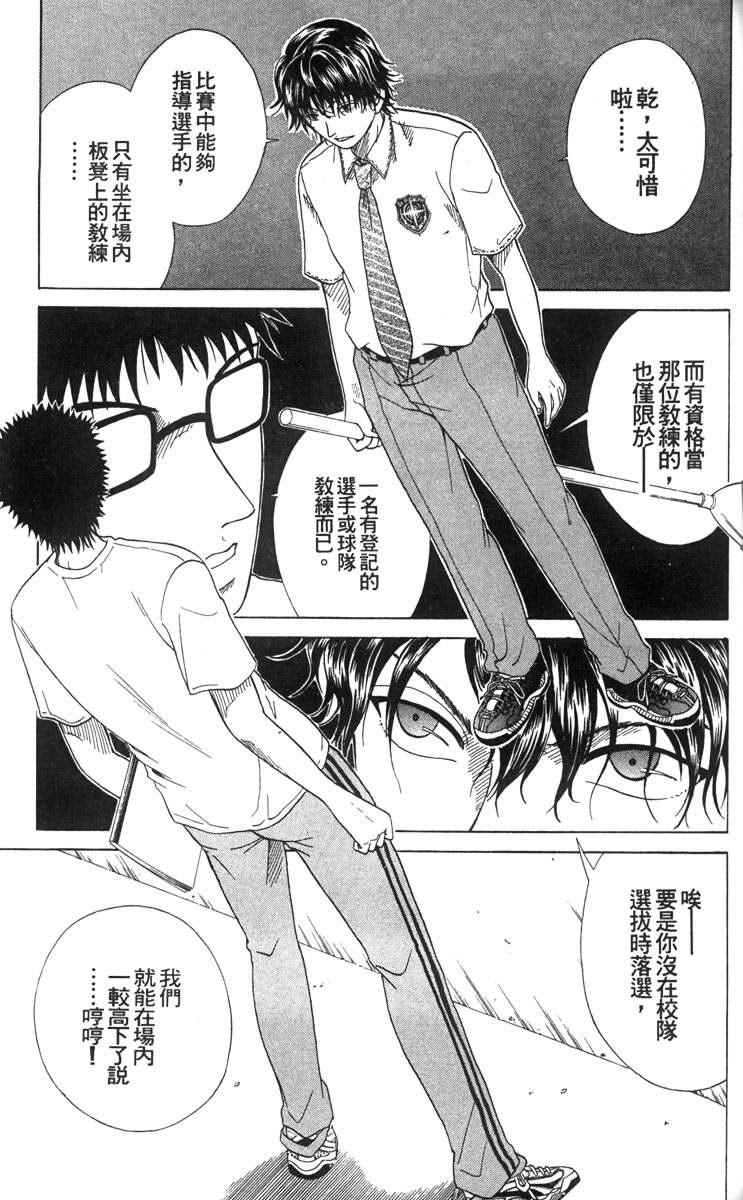 乾，太可惜
啦……
比賽中能夠
指導選手的，
只有坐在場內
板凳上的教練
……
而有資格當
那位教練的，
也僅限於——
一名有登記的
選手或球隊
教練而已。
唉——
要是你沒在校隊
選拔時落選，
我們
就能在場內
一較高下了說
……哼哼！